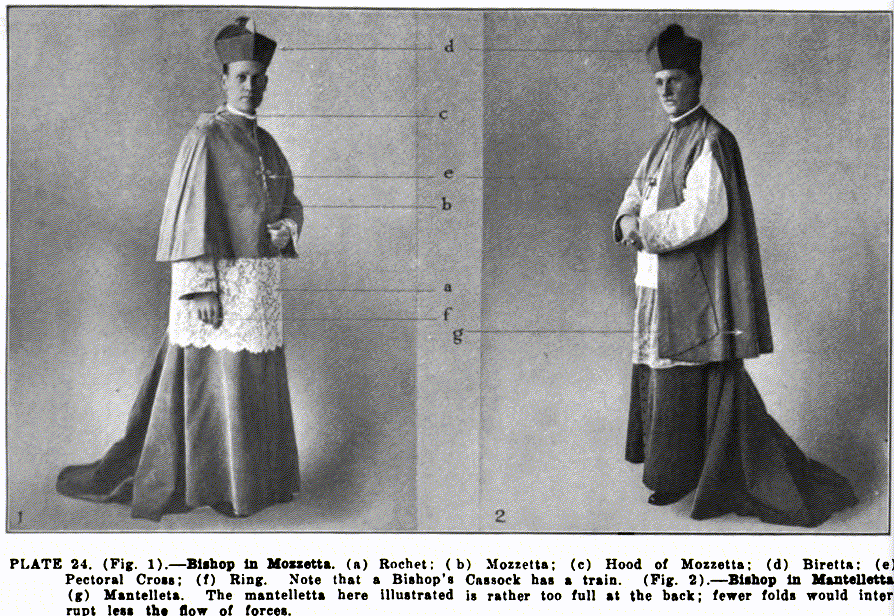 d
c
e
b
a
f
g
1
2
PLATE 24. (Fig. 1).—Bishop in Mozzetta. (a) Rochet; (b) Mozzetta; (c) Hood of Mozzetta; (d) Biretta; (e)
Pectoral Cross; (f) Ring. Note that a Bishop's Cassock has a train. (Fig. 2).—Bishop in Mantelletta
(g) Mantelleta. The mantelletta here illustrated is rather too full at the back; fewer folds would inter
rupt less the flow of forces.